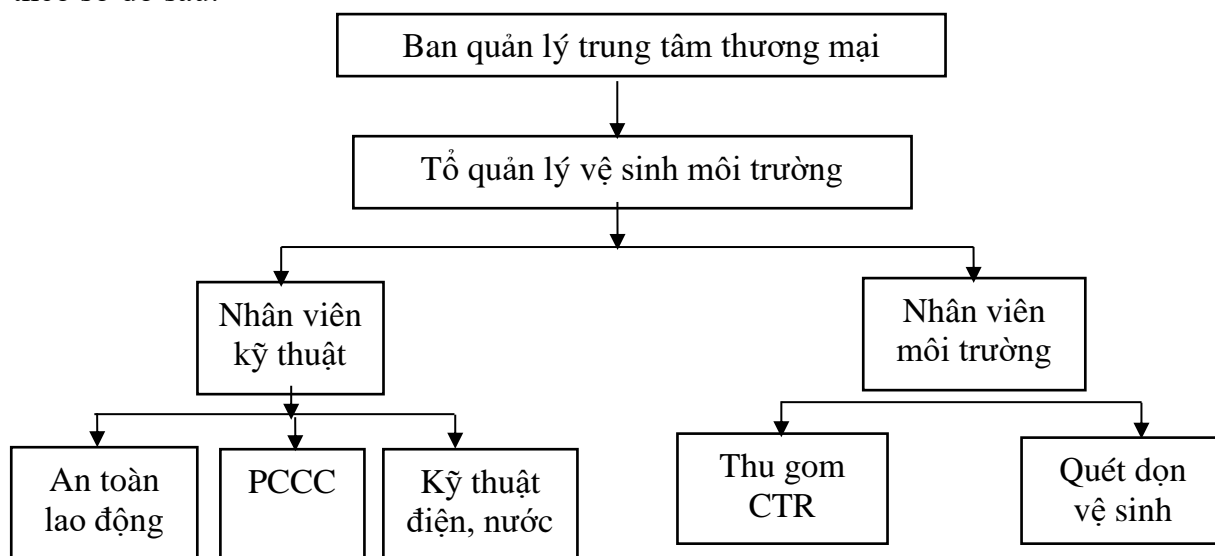 theo sơ đồ sau:
Ban quản lý trung tâm thương mại
Tổ quản lý vệ sinh môi trường
Nhân viên
kỹ thuật
Nhân viên
môi trường
An toàn
lao động
PCCC
Kỹ thuật
điện, nước
Thu gom
CTR
Quét dọn
vệ sinh